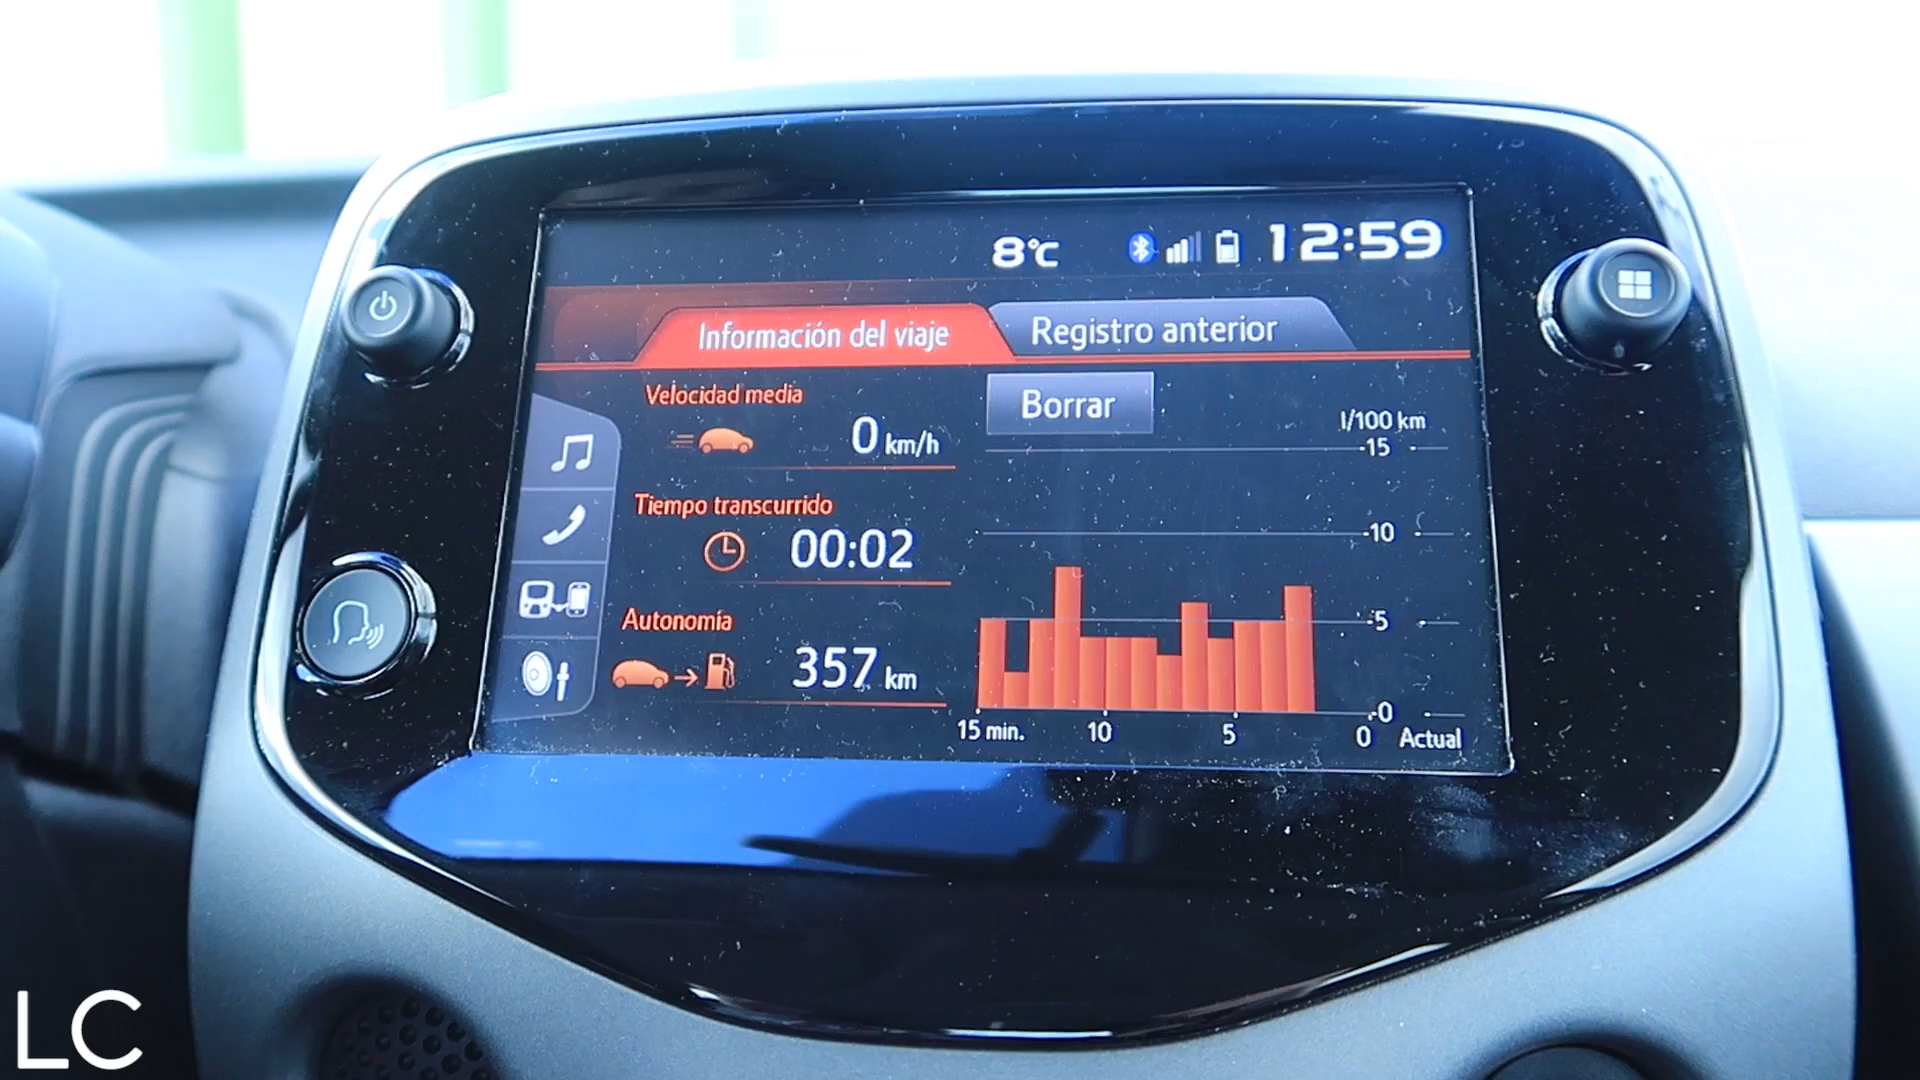 8°C 12:59
Información del viaje Registro anterior
Velocidad media
0 km/h
Borrar
l/100 km
15
10
5
0
Tiempo transcurrido
00:02
Autonomía
357 km
15 min. 10 5 0 Actual
LC